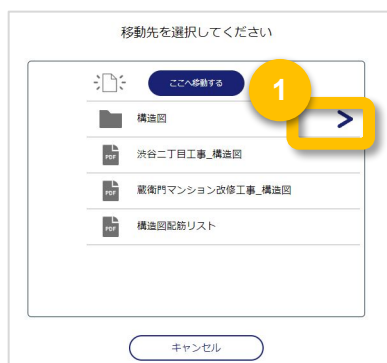 移動先を選択してください
ここへ移動する
1
構造図
PDF
渋谷二丁目工事_構造図
PDF
蔵衛門マンション改修工事_構造図
PDF
構造図配筋リスト
キャンセル